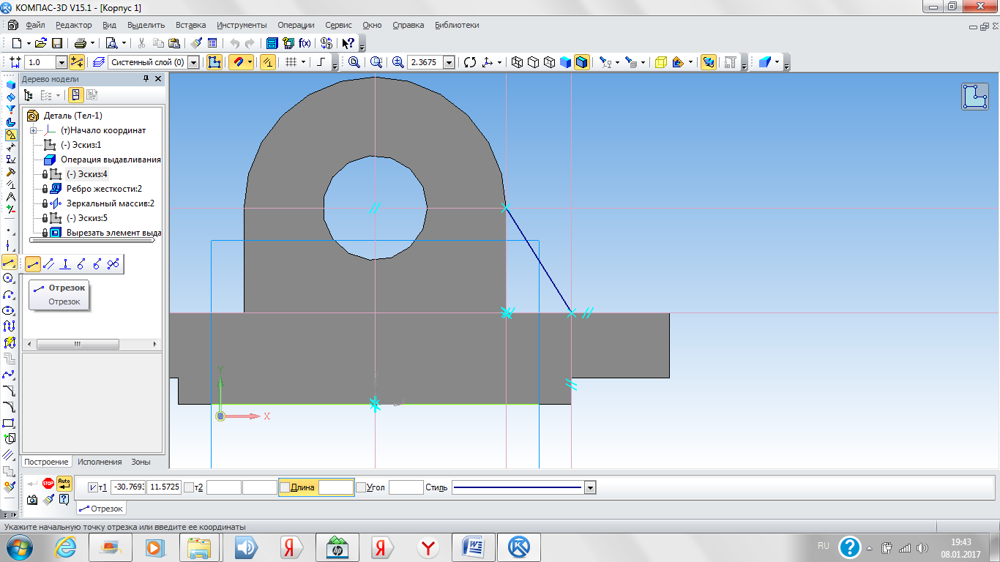 КОМПАС-3D V15.1 - [Корпус 1]
Файл Редактор Вид Выделить Вставка Инструменты Операции Сервис Окно Справка Библиотеки
f(x)
1.0 Системный слой (0) 2.3675
Дерево модели
Деталь (Тел-1)
(т)Начало координат
(-) Эскиз:1
Операция выдавливания
(-) Эскиз:4
Ребро жесткости:2
Зеркальный массив:2
(-) Эскиз:5
Вырезать элемент выда
Отрезок
Отрезок
Y
X
X
Построение Исполнения Зоны
STOP Auto т1 -30.7693 11.5725 т2 Длина Угол Стиль
Отрезок
Укажите начальную точку отрезка или введите ее координаты
RU 19:43
08.01.2017